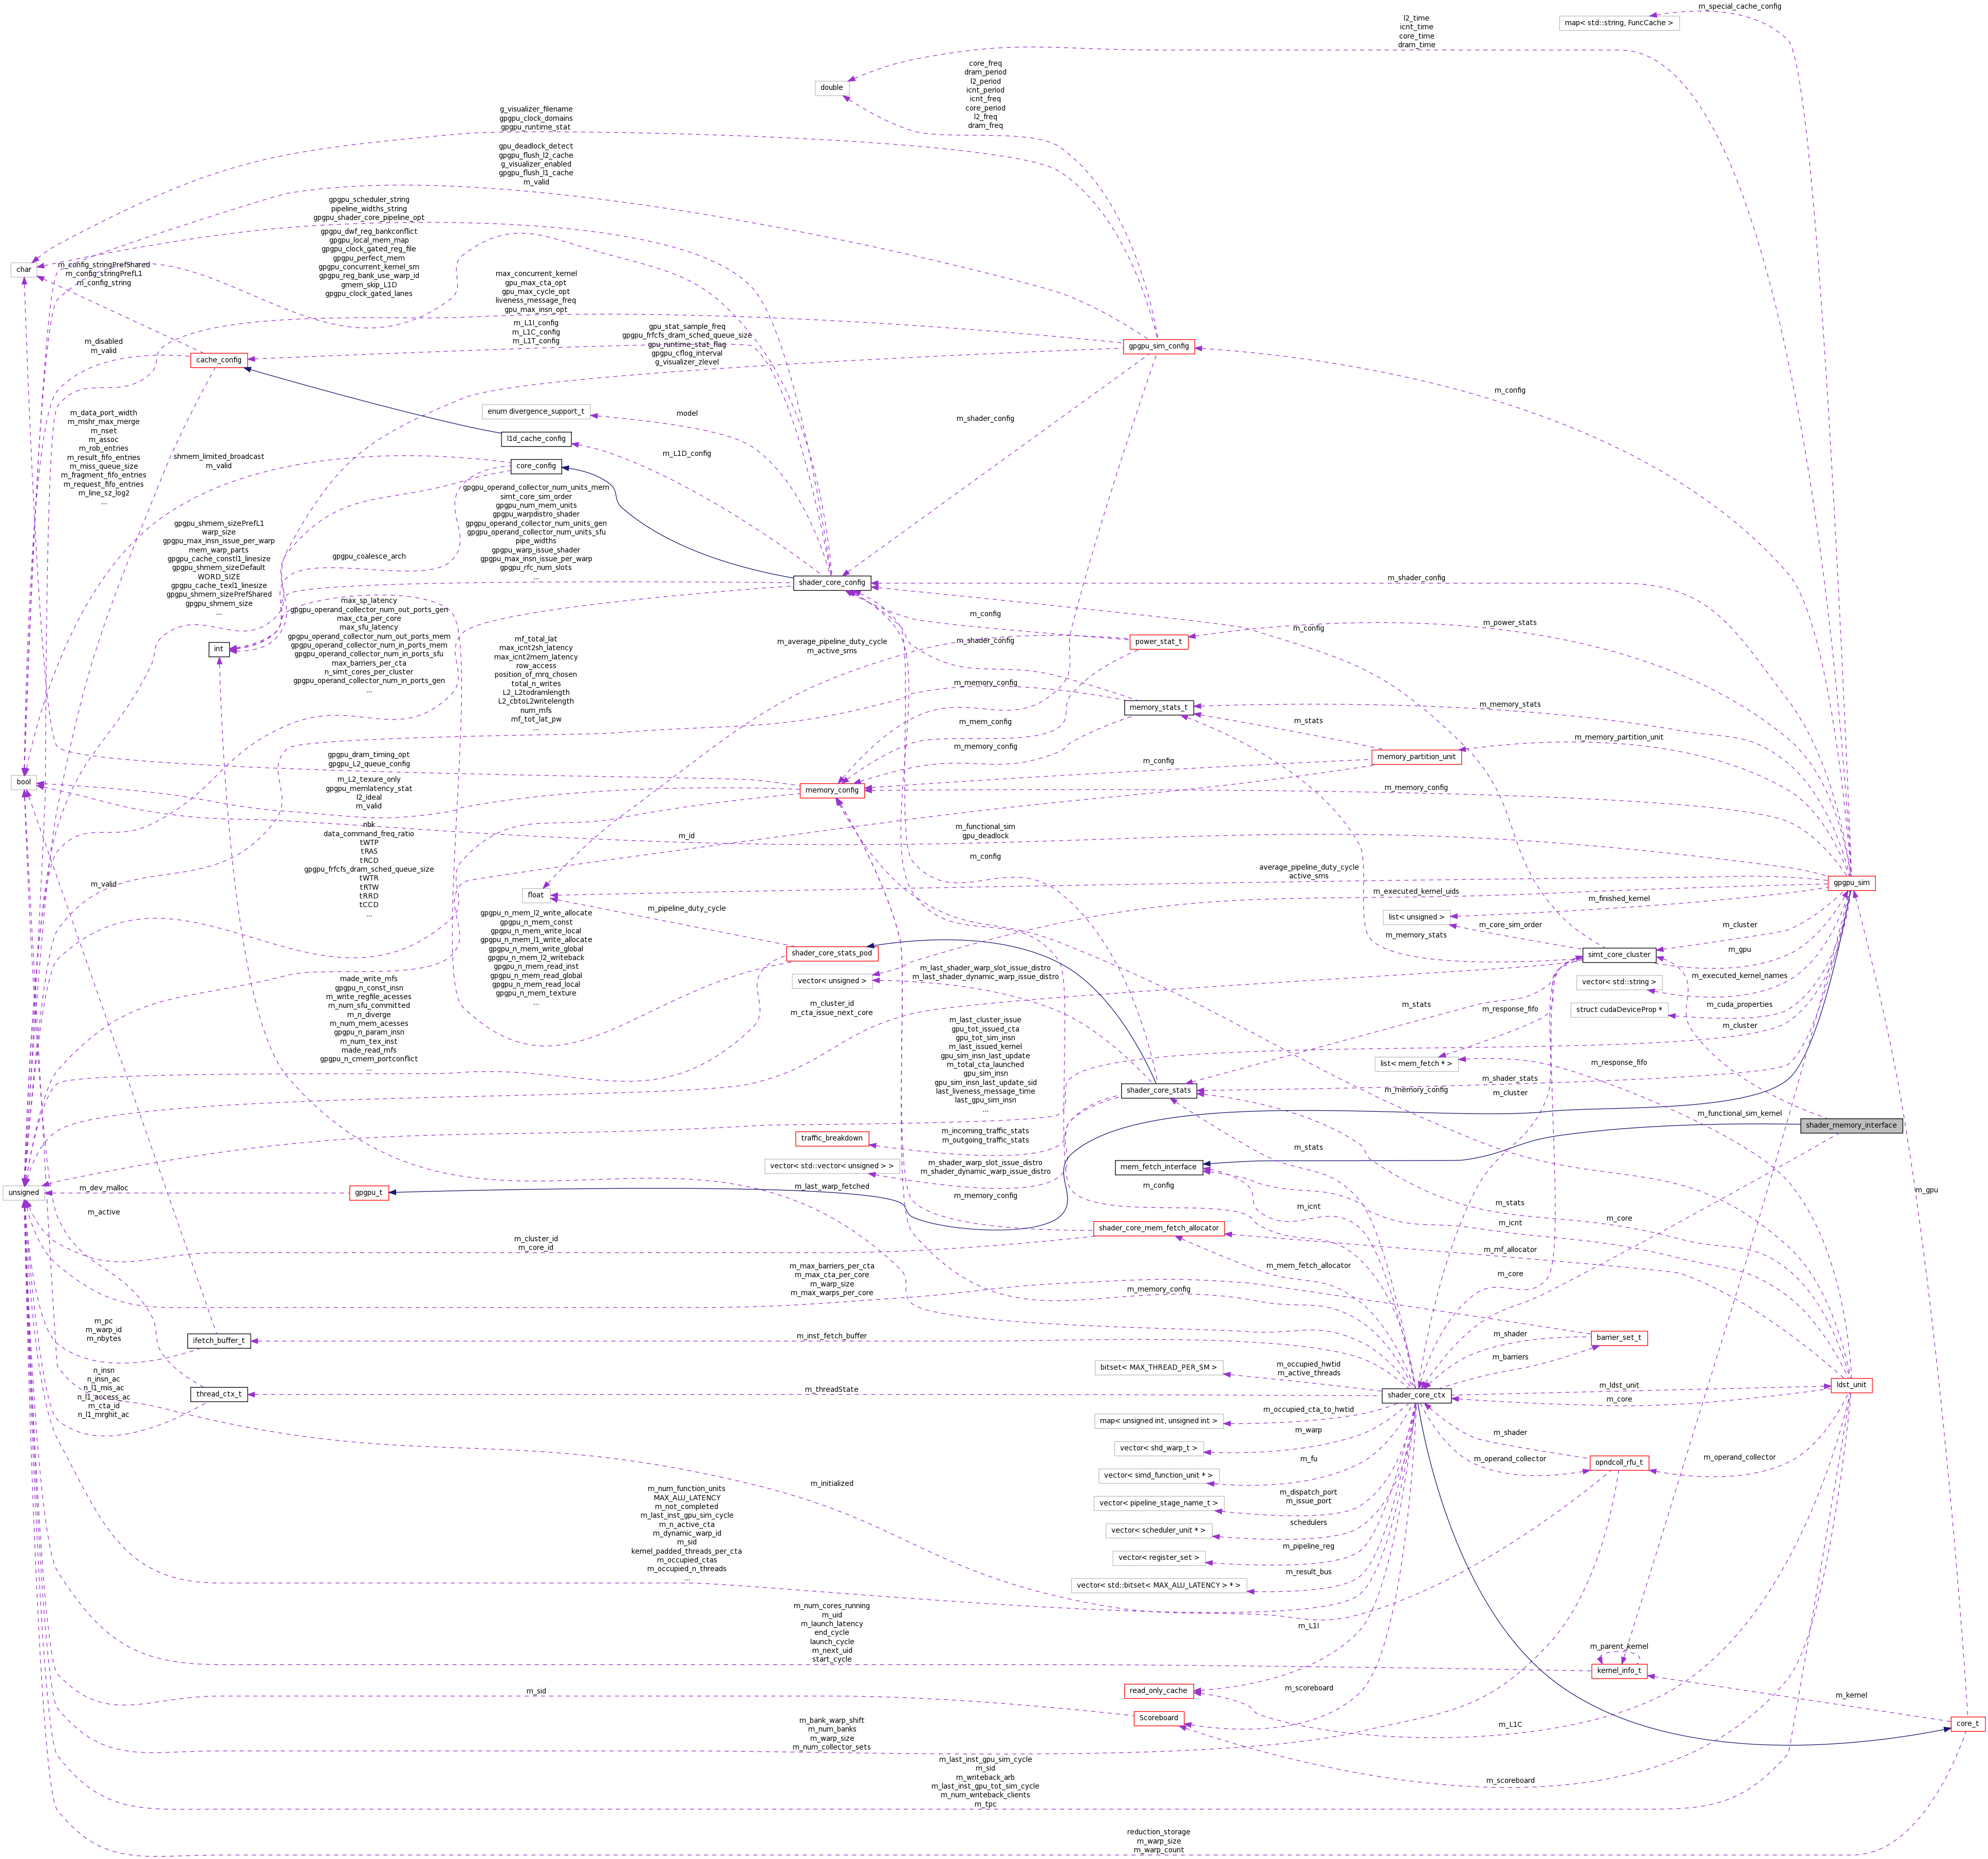 m_special_cache_config
map< std::string, FuncCache >
l2_time
icnt_time
core_time
dram_time
double
core_freq
dram_period
l2_period
icnt_period
icnt_freq
core_period
l2_freq
dram_freq
g_visualizer_filename
gpgpu_clock_domains
gpgpu_runtime_stat
gpu_deadlock_detect
gpgpu_flush_l2_cache
g_visualizer_enabled
gpgpu_flush_l1_cache
m_valid
gpgpu_scheduler_string
pipeline_widths_string
gpgpu_shader_core_pipeline_opt
gpgpu_dwf_reg_bankconflict
gpgpu_local_mem_map
gpgpu_clock_gated_reg_file
gpgpu_perfect_mem
gpgpu_concurrent_kernel_sm
gpgpu_reg_bank_use_warp_id
gmem_skip_L1D
gpgpu_clock_gated_lanes
char
m_config_stringPrefShared
m_config_stringPrefL1
m_config_string
max_concurrent_kernel
gpu_max_cta_opt
gpu_max_cycle_opt
liveness_message_freq
gpu_max_insn_opt
m_L1I_config
m_L1C_config
m_L1T_config
gpu_stat_sample_freq
gpgpu_frfcfs_dram_sched_queue_size
gpu_runtime_stat_flag
gpgpu_cflog_interval
g_visualizer_zlevel
gpgpu_sim_config
m_disabled
m_valid
cache_config
m_config
enum divergence_support_t
model
m_shader_config
l1d_cache_config
m_L1D_config
core_config
m_data_port_width
m_mshr_max_merge
m_nset
m_assoc
m_rob_entries
m_result_fifo_entries
m_miss_queue_size
m_fragment_fifo_entries
m_request_fifo_entries
m_line_sz_log2
...
shmem_limited_broadcast
m_valid
gpgpu_operand_collector_num_units_mem
simt_core_sim_order
gpgpu_num_mem_units
gpgpu_warpdistro_shader
gpgpu_operand_collector_num_units_gen
gpgpu_operand_collector_num_units_sfu
pipe_widths
gpgpu_warp_issue_shader
gpgpu_max_insn_issue_per_warp
gpgpu_rfc_num_slots
...
gpgpu_shmem_sizePrefL1
warp_size
gpgpu_max_insn_issue_per_warp
mem_warp_parts
gpgpu_cache_constl1_linesize
gpgpu_shmem_sizeDefault
WORD_SIZE
gpgpu_cache_texl1_linesize
gpgpu_shmem_sizePrefShared
gpgpu_shmem_size
...
gpgpu_coalesce_arch
shader_core_config
m_shader_config
max_sp_latency
gpgpu_operand_collector_num_out_ports_gen
max_cta_per_core
max_sfu_latency
gpgpu_operand_collector_num_out_ports_mem
gpgpu_operand_collector_num_in_ports_mem
gpgpu_operand_collector_num_in_ports_sfu
max_barriers_per_cta
n_simt_cores_per_cluster
gpgpu_operand_collector_num_in_ports_gen
...
int
mf_total_lat
max_icnt2sh_latency
max_icnt2mem_latency
row_access
position_of_mrq_chosen
total_n_writes
L2_L2todramlength
L2_cbtoL2writelength
num_mfs
mf_tot_lat_pw
...
m_average_pipeline_duty_cycle
m_active_sms
m_config
m_shader_config
power_stat_t
m_config
m_power_stats
m_memory_config
memory_stats_t
m_memory_stats
m_stats
m_mem_config
m_memory_config
memory_partition_unit
m_memory_partition_unit
m_config
gpgpu_dram_timing_opt
gpgpu_L2_queue_config
bool
m_L2_texure_only
gpgpu_memlatency_stat
l2_ideal
m_valid
memory_config
m_memory_config
nbk
data_command_freq_ratio
tWTP
tRAS
tRCD
gpgpu_frfcfs_dram_sched_queue_size
tWTR
tRTW
tRRD
tCCD
...
m_id
m_functional_sim
gpu_deadlock
m_config
m_valid
float
average_pipeline_duty_cycle
active_sms
m_executed_kernel_uids
gpgpu_sim
m_finished_kernel
list< unsigned >
m_core_sim_order
m_pipeline_duty_cycle
gpgpu_n_mem_l2_write_allocate
gpgpu_n_mem_const
gpgpu_n_mem_write_local
gpgpu_n_mem_l1_write_allocate
gpgpu_n_mem_write_global
gpgpu_n_mem_l2_writeback
gpgpu_n_mem_read_inst
gpgpu_n_mem_read_global
gpgpu_n_mem_read_local
gpgpu_n_mem_texture
...
shader_core_stats_pod
m_memory_stats
simt_core_cluster
m_cluster
m_gpu
vector< unsigned >
m_last_shader_warp_slot_issue_distro
m_last_shader_dynamic_warp_issue_distro
m_executed_kernel_names
vector< std::string >
struct cudaDeviceProp *
m_cuda_properties
made_write_mfs
gpgpu_n_const_insn
m_write_regfile_acesses
m_num_sfu_committed
m_n_diverge
m_num_mem_acesses
gpgpu_n_param_insn
m_num_tex_inst
made_read_mfs
gpgpu_n_cmem_portconflict
...
m_cluster_id
m_cta_issue_next_core
m_stats
m_response_fifo
m_cluster
m_last_cluster_issue
gpu_tot_issued_cta
gpu_tot_sim_insn
m_last_issued_kernel
gpu_sim_insn_last_update
m_total_cta_launched
gpu_sim_insn
gpu_sim_insn_last_update_sid
last_liveness_message_time
last_gpu_sim_insn
...
list< mem_fetch * >
m_response_fifo
shader_core_stats
m_shader_stats
m_cluster
m_memory_config
m_functional_sim_kernel
shader_memory_interface
traffic_breakdown
m_incoming_traffic_stats
m_outgoing_traffic_stats
m_stats
vector< std::vector< unsigned > >
m_shader_warp_slot_issue_distro
m_shader_dynamic_warp_issue_distro
mem_fetch_interface
unsigned
m_dev_malloc
gpgpu_t
m_last_warp_fetched
m_memory_config
m_config
m_gpu
m_active
m_icnt
m_stats
m_icnt
m_core
m_cluster_id
m_core_id
shader_core_mem_fetch_allocator
m_mf_allocator
m_mem_fetch_allocator
m_core
m_max_barriers_per_cta
m_max_cta_per_core
m_warp_size
m_max_warps_per_core
m_memory_config
m_pc
m_warp_id
m_nbytes
ifetch_buffer_t
m_inst_fetch_buffer
m_shader
barrier_set_t
m_barriers
n_insn
n_insn_ac
n_l1_mis_ac
n_l1_access_ac
m_cta_id
n_l1_mrghit_ac
thread_ctx_t
m_threadState
bitset< MAX_THREAD_PER_SM >
m_occupied_hwtid
m_active_threads
shader_core_ctx
m_ldst_unit
m_core
ldst_unit
map< unsigned int, unsigned int >
m_occupied_cta_to_hwtid
m_warp
vector< shd_warp_t >
m_shader
m_fu
vector< simd_function_unit * >
m_operand_collector
opndcoll_rfu_t
m_operand_collector
m_initialized
m_dispatch_port
m_issue_port
vector< pipeline_stage_name_t >
schedulers
vector< scheduler_unit * >
m_pipeline_reg
vector< register_set >
m_result_bus
vector< std::bitset< MAX_ALU_LATENCY > * >
m_num_function_units
MAX_ALU_LATENCY
m_not_completed
m_last_inst_gpu_sim_cycle
m_n_active_cta
m_dynamic_warp_id
m_sid
kernel_padded_threads_per_cta
m_occupied_ctas
m_occupied_n_threads
...
m_num_cores_running
m_uid
m_launch_latency
end_cycle
launch_cycle
m_next_uid
start_cycle
m_L1I
m_parent_kernel
kernel_info_t
read_only_cache
m_scoreboard
m_kernel
m_sid
Scoreboard
m_L1C
core_t
m_bank_warp_shift
m_num_banks
m_warp_size
m_num_collector_sets
m_last_inst_gpu_sim_cycle
m_sid
m_writeback_arb
m_last_inst_gpu_tot_sim_cycle
m_num_writeback_clients
m_tpc
m_scoreboard
reduction_storage
m_warp_size
m_warp_count